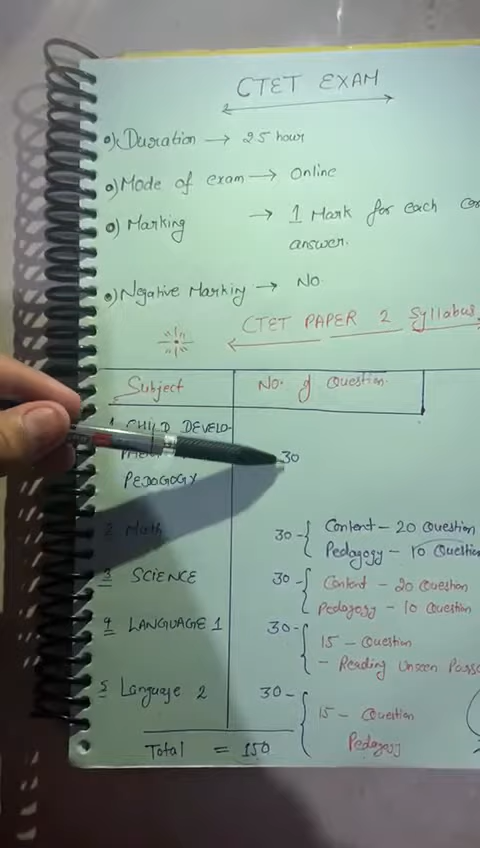 CTET EXAM
Duration → 25 hour
Mode of exam → Online
Marking → 1 Mark for each
answer.
Negative Marking → No
CTET PAPER 2 Syllabus
Subject No. of Question
1 CHILD DEVELO-
30
PEDOGOGY
2 Math 30 - Content - 20 Question
Pedagogy - 10 Question
3 SCIENCE 30 - Content - 20 Question
Pedagogy - 10 Question
4 LANGUAGE 1 30 - 15 - Question
- Reading Unseen
5 Language 2 30 - 15 - Question
Pedagogy
Total = 150